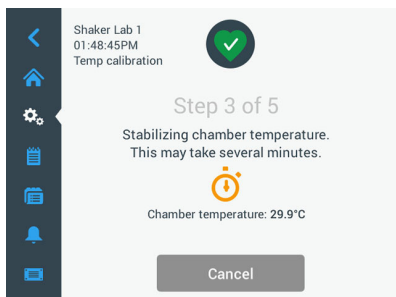 Shaker Lab 1
01:48:45PM
Temp calibration
Step 3 of 5
Stabilizing chamber temperature.
This may take several minutes.
Chamber temperature: 29.9°C
Cancel